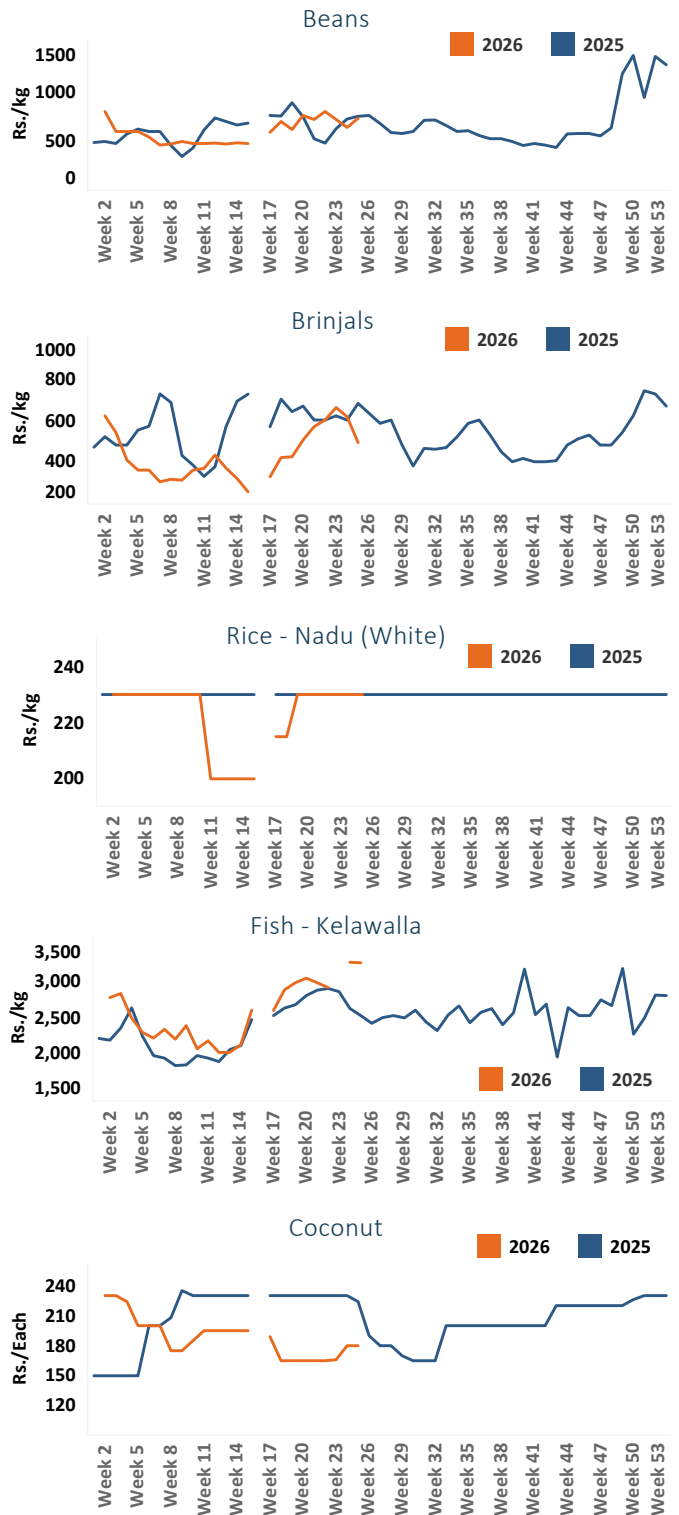 Beans
2026 2025
Rs./kg
1500
1000
500
0
Week 2 Week 5 Week 8 Week 11 Week 14 Week 17 Week 20 Week 23 Week 26 Week 29 Week 32 Week 35 Week 38 Week 41 Week 44 Week 47 Week 50 Week 53
Brinjals
2026 2025
Rs./kg
1000
800
600
400
200
Week 2 Week 5 Week 8 Week 11 Week 14 Week 17 Week 20 Week 23 Week 26 Week 29 Week 32 Week 35 Week 38 Week 41 Week 44 Week 47 Week 50 Week 53
Rice - Nadu (White)
2026 2025
Rs./kg
240
220
200
Week 2 Week 5 Week 8 Week 11 Week 14 Week 17 Week 20 Week 23 Week 26 Week 29 Week 32 Week 35 Week 38 Week 41 Week 44 Week 47 Week 50 Week 53
Fish - Kelawalla
Rs./kg
3,500
3,000
2,500
2,000
1,500
2026 2025
Week 2 Week 5 Week 8 Week 11 Week 14 Week 17 Week 20 Week 23 Week 26 Week 29 Week 32 Week 35 Week 38 Week 41 Week 44 Week 47 Week 50 Week 53
Coconut
2026 2025
Rs./Each
240
210
180
150
120
Week 2 Week 5 Week 8 Week 11 Week 14 Week 17 Week 20 Week 23 Week 26 Week 29 Week 32 Week 35 Week 38 Week 41 Week 44 Week 47 Week 50 Week 53